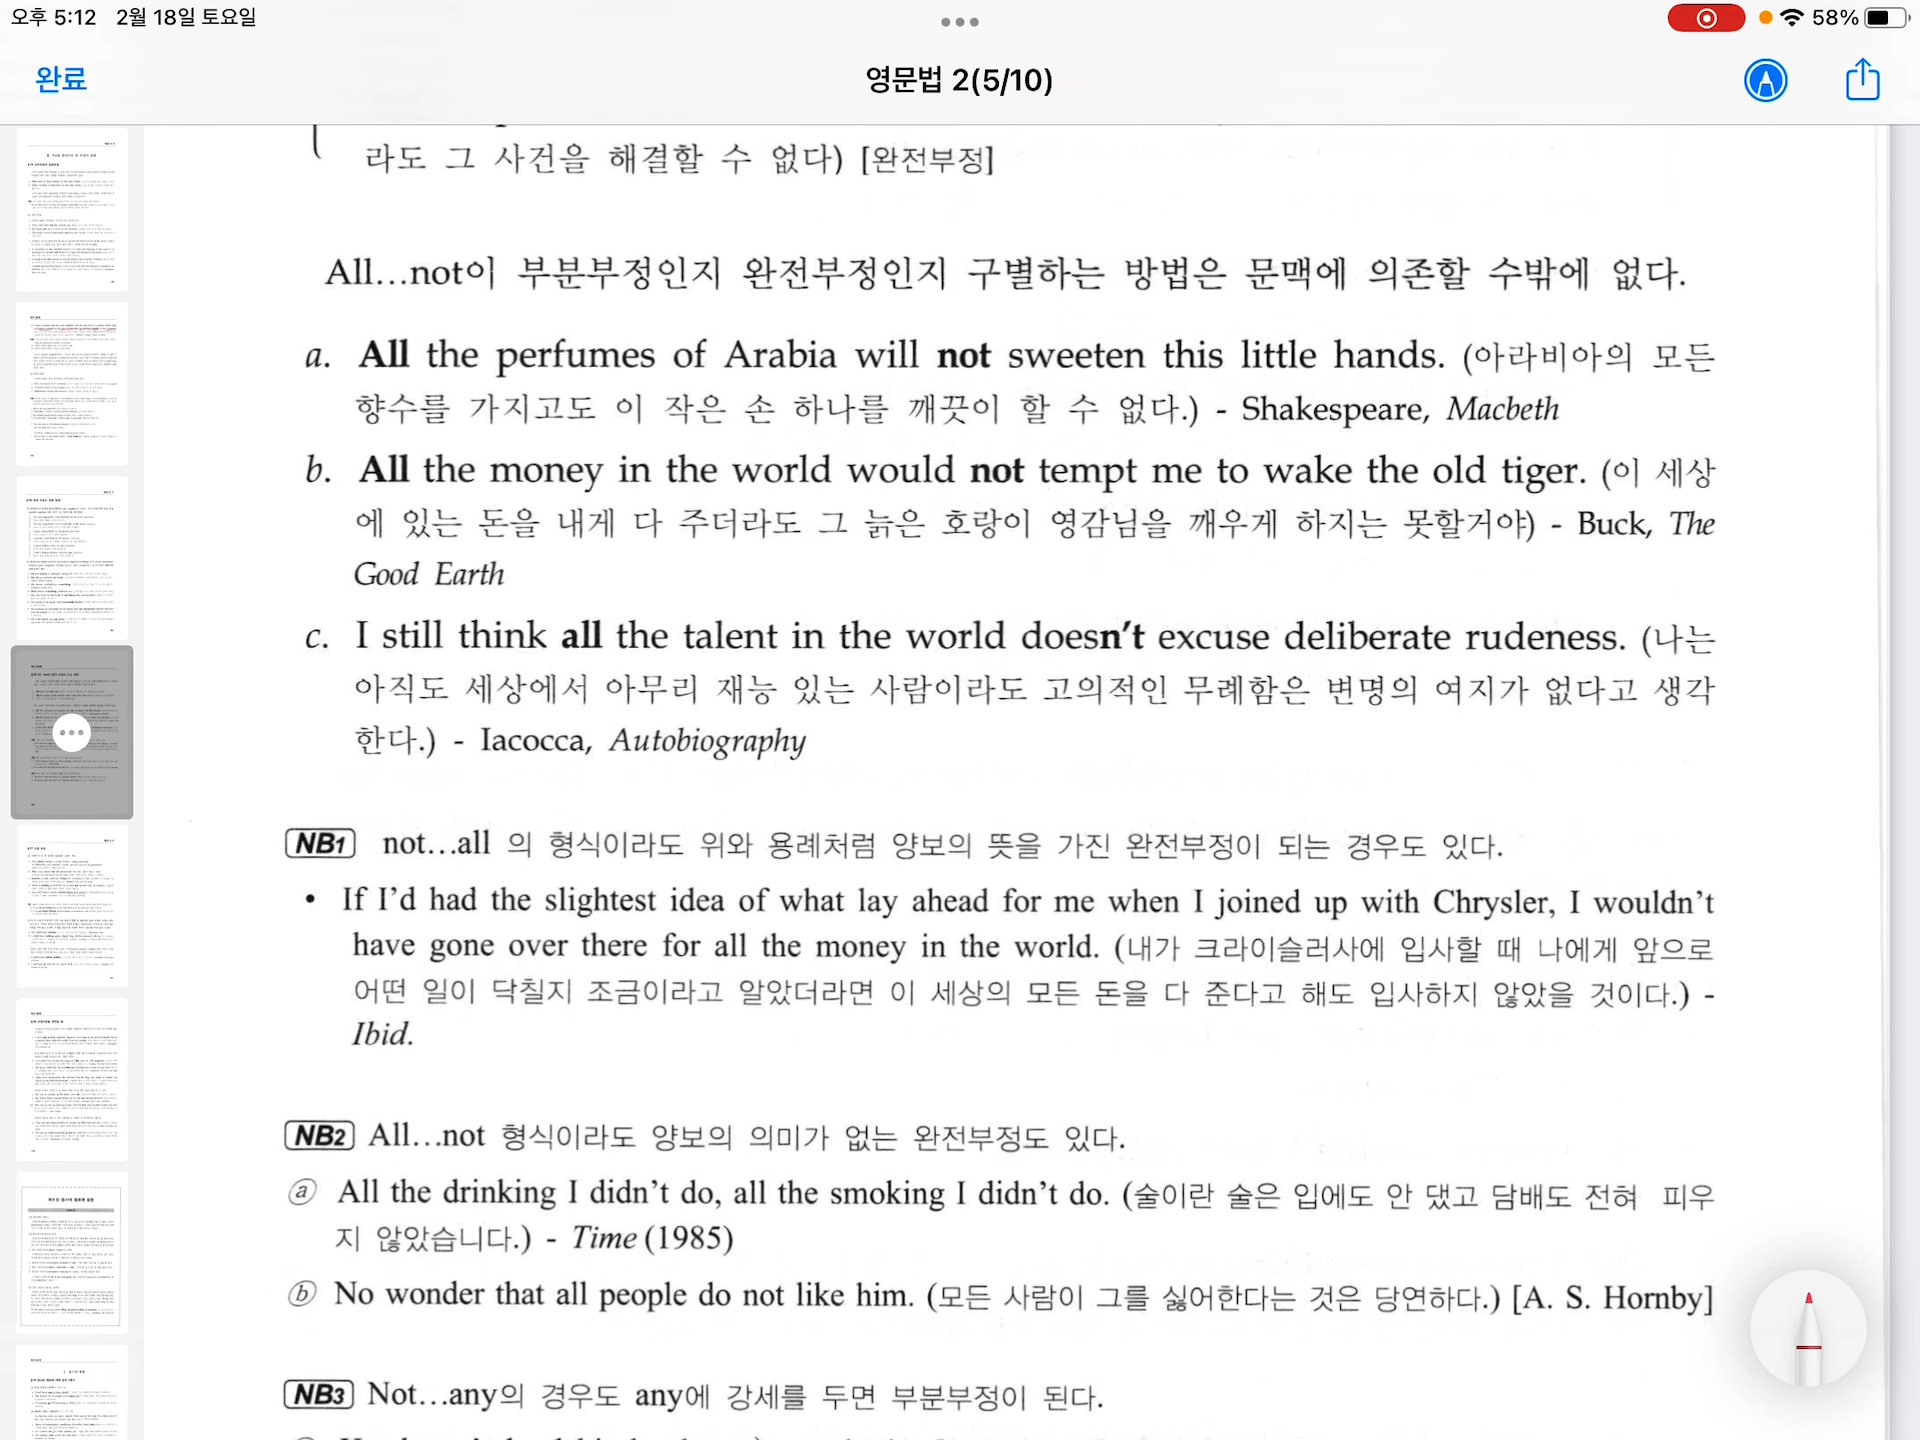 오후 5:12 2월 18일 토요일
58%
완료
영문법 2(5/10)
라도 그 사건을 해결할 수 없다) [완전부정]
All…not이 부분부정인지 완전부정인지 구별하는 방법은 문맥에 의존할 수밖에 없다.
a. All the perfumes of Arabia will not sweeten this little hands. (아라비아의 모든
향수를 가지고도 이 작은 손 하나를 깨끗이 할 수 없다.) - Shakespeare, Macbeth
b. All the money in the world would not tempt me to wake the old tiger. (이 세상
에 있는 돈을 내게 다 주더라도 그 늙은 호랑이 영감님을 깨우게 하지는 못할거야) - Buck, The
Good Earth
c. I still think all the talent in the world doesn't excuse deliberate rudeness. (나는
아직도 세상에서 아무리 재능 있는 사람이라도 고의적인 무례함은 변명의 여지가 없다고 생각
한다.) - Iacocca, Autobiography
NB1 not…all 의 형식이라도 위와 용례처럼 양보의 뜻을 가진 완전부정이 되는 경우도 있다.
• If I'd had the slightest idea of what lay ahead for me when I joined up with Chrysler, I wouldn't
have gone over there for all the money in the world. (내가 크라이슬러사에 입사할 때 나에게 앞으로
어떤 일이 닥칠지 조금이라고 알았더라면 이 세상의 모든 돈을 다 준다고 해도 입사하지 않았을 것이다.) -
Ibid.
NB2 All…not 형식이라도 양보의 의미가 없는 완전부정도 있다.
ⓐ All the drinking I didn't do, all the smoking I didn't do. (술이란 술은 입에도 안 댔고 담배도 전혀 피우
지 않았습니다.) - Time (1985)
ⓑ No wonder that all people do not like him. (모든 사람이 그를 싫어한다는 것은 당연하다.) [A. S. Hornby]
NB3 Not…any의 경우도 any에 강세를 두면 부분부정이 된다.